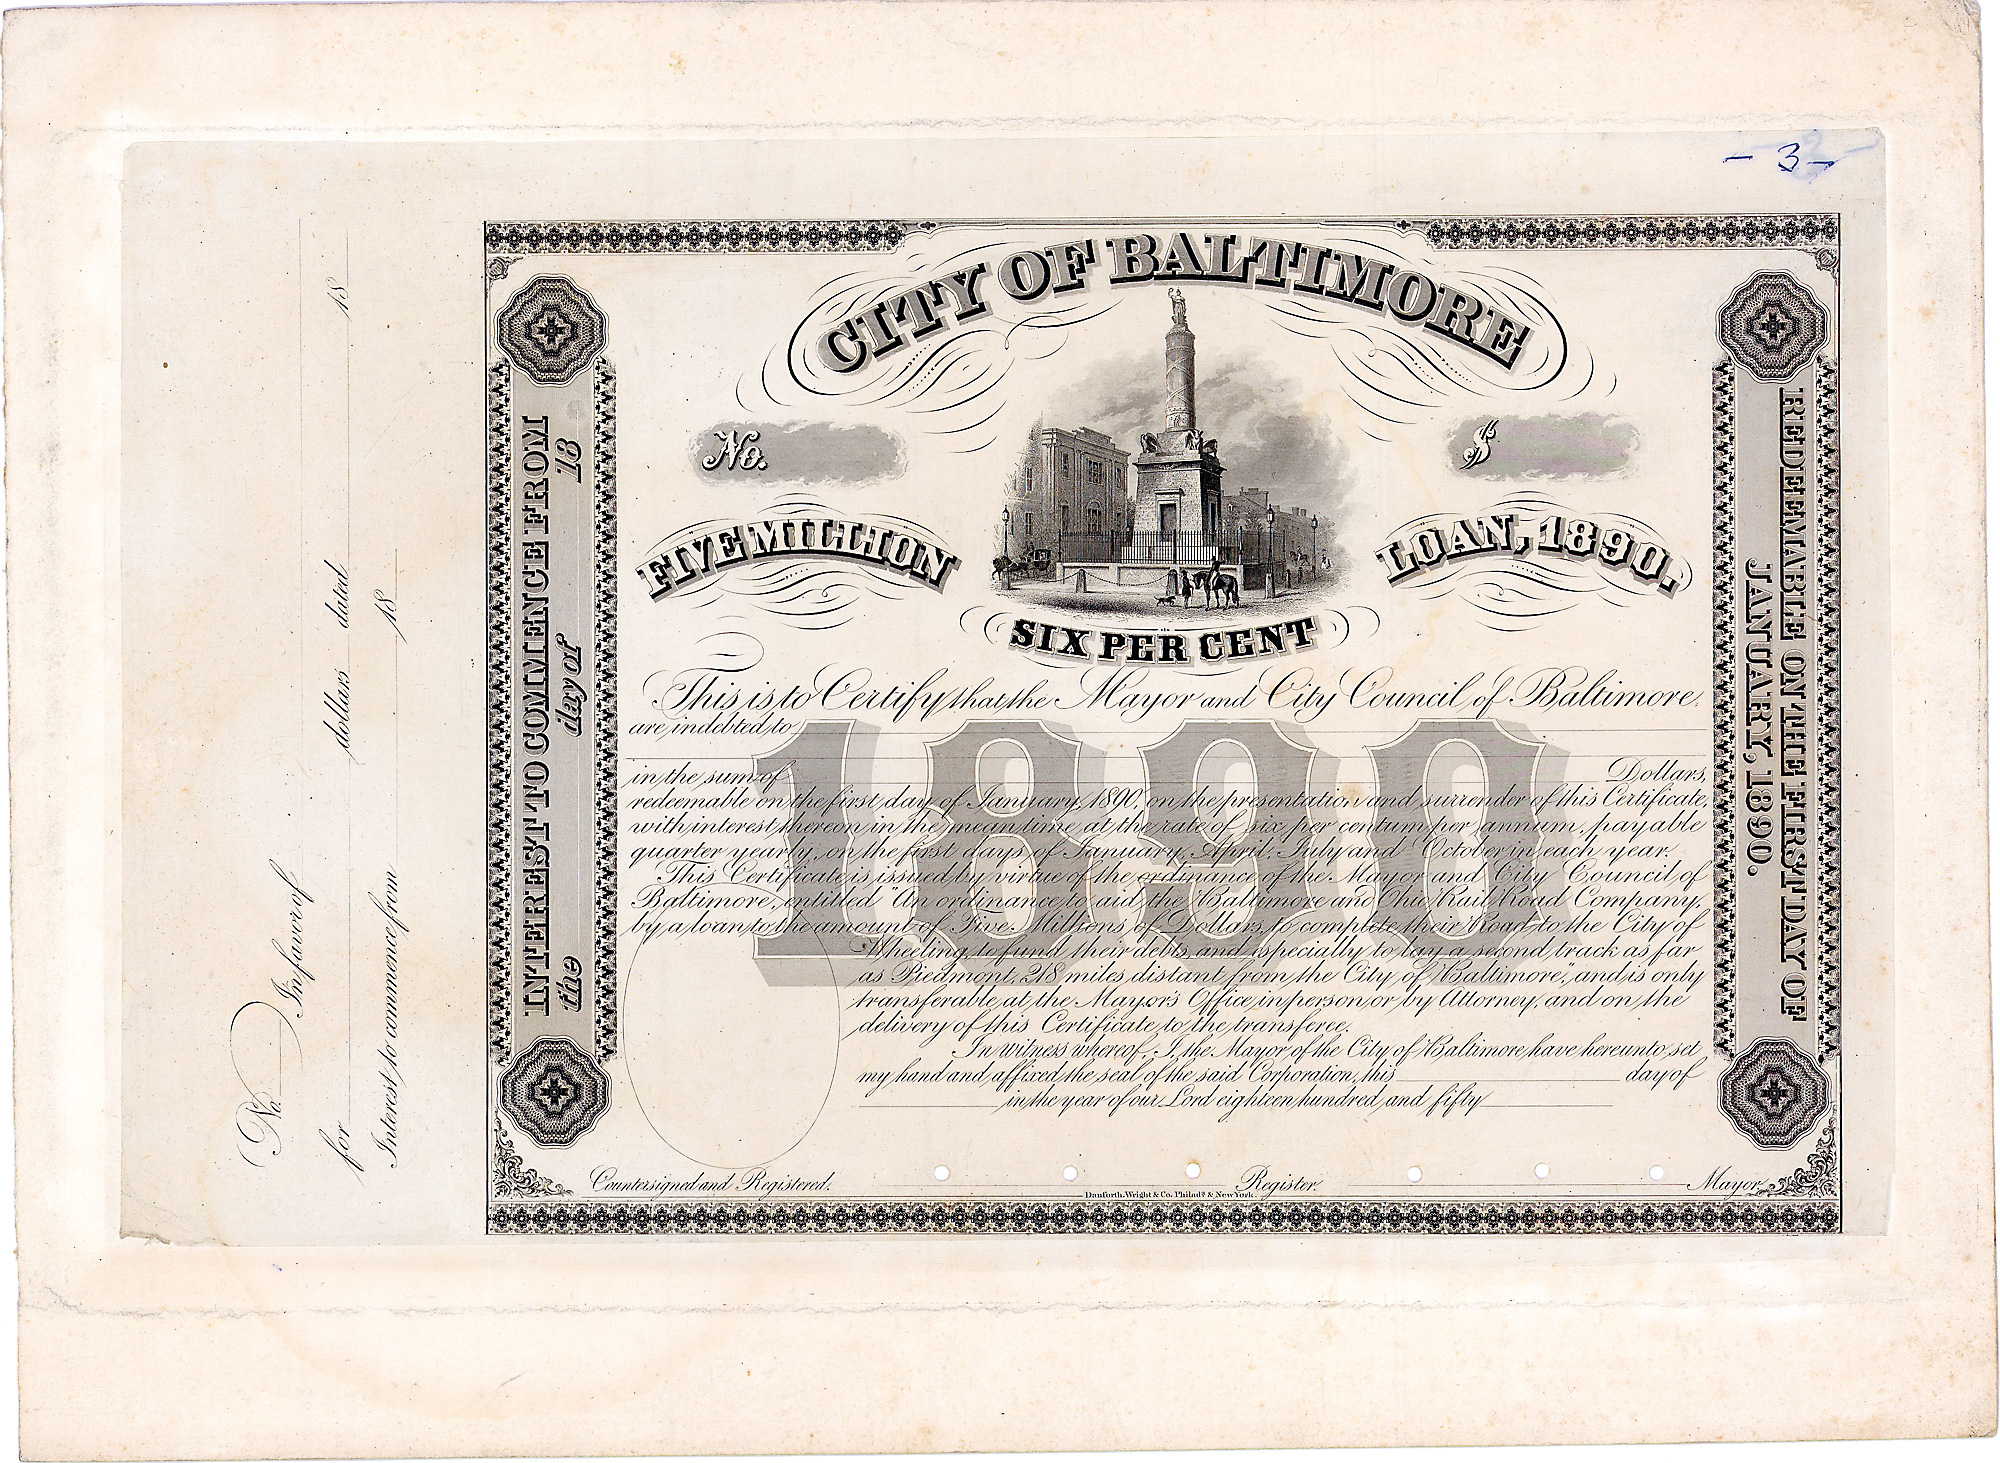 - 3 -
No. In favor of
for dollars dated 18
Interest to commence from 18
CITY OF BALTIMORE
No.
$
FIVE MILLION
LOAN, 1890.
SIX PER CENT
INTEREST TO COMMENCE FROM
the day of 18
REDEEMABLE ON THE FIRST DAY OF
JANUARY, 1890.
1890
This is to Certify that the Mayor and City Council of Baltimore
are indebted to
in the sum of Dollars,
redeemable on the first day of January, 1890, on the presentation and surrender of this Certificate,
with interest thereon in the mean time at the rate of six per centum per annum, payable
quarter yearly, on the first days of January, April, July and October in each year.
This Certificate is issued by virtue of the ordinance of the Mayor and City Council of
Baltimore, entitled "An ordinance to aid the Baltimore and Ohio Rail Road Company,
by a loan to the amount of Five Millions of Dollars, to complete their Road to the City of
Wheeling, to fund their debts, and especially to lay a second track as far
as Piedmont, 218 miles distant from the City of Baltimore," and is only
transferable at the Mayor's Office, in person, or by Attorney, and on the
delivery of this Certificate to the transferee.
In witness whereof, I, the Mayor of the City of Baltimore, have hereunto set
my hand and affixed the seal of the said Corporation, this day of
in the year of our Lord eighteen hundred and fifty
Countersigned and Registered. Register. Mayor.
Danforth, Wright & Co. Philada. & New York.